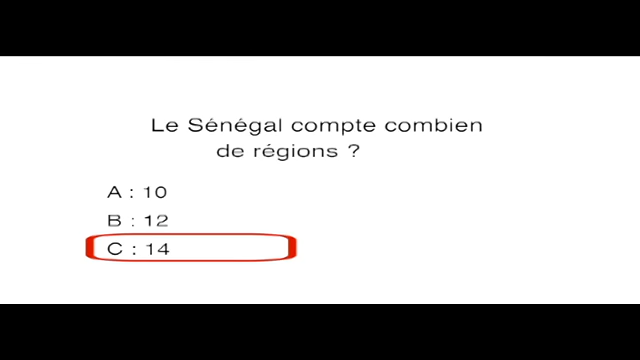 Le Sénégal compte combien
de régions ?
A : 10
B : 12
C : 14